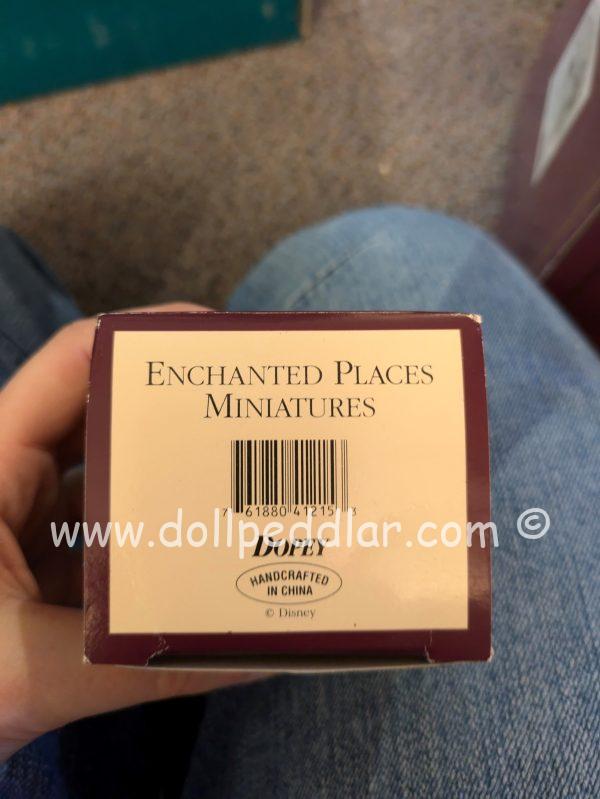 ENCHANTED PLACES
MINIATURES
7 61880 41215 3
www.dollpeddlar.com ©
DOPEY
HANDCRAFTED
IN CHINA
© Disney